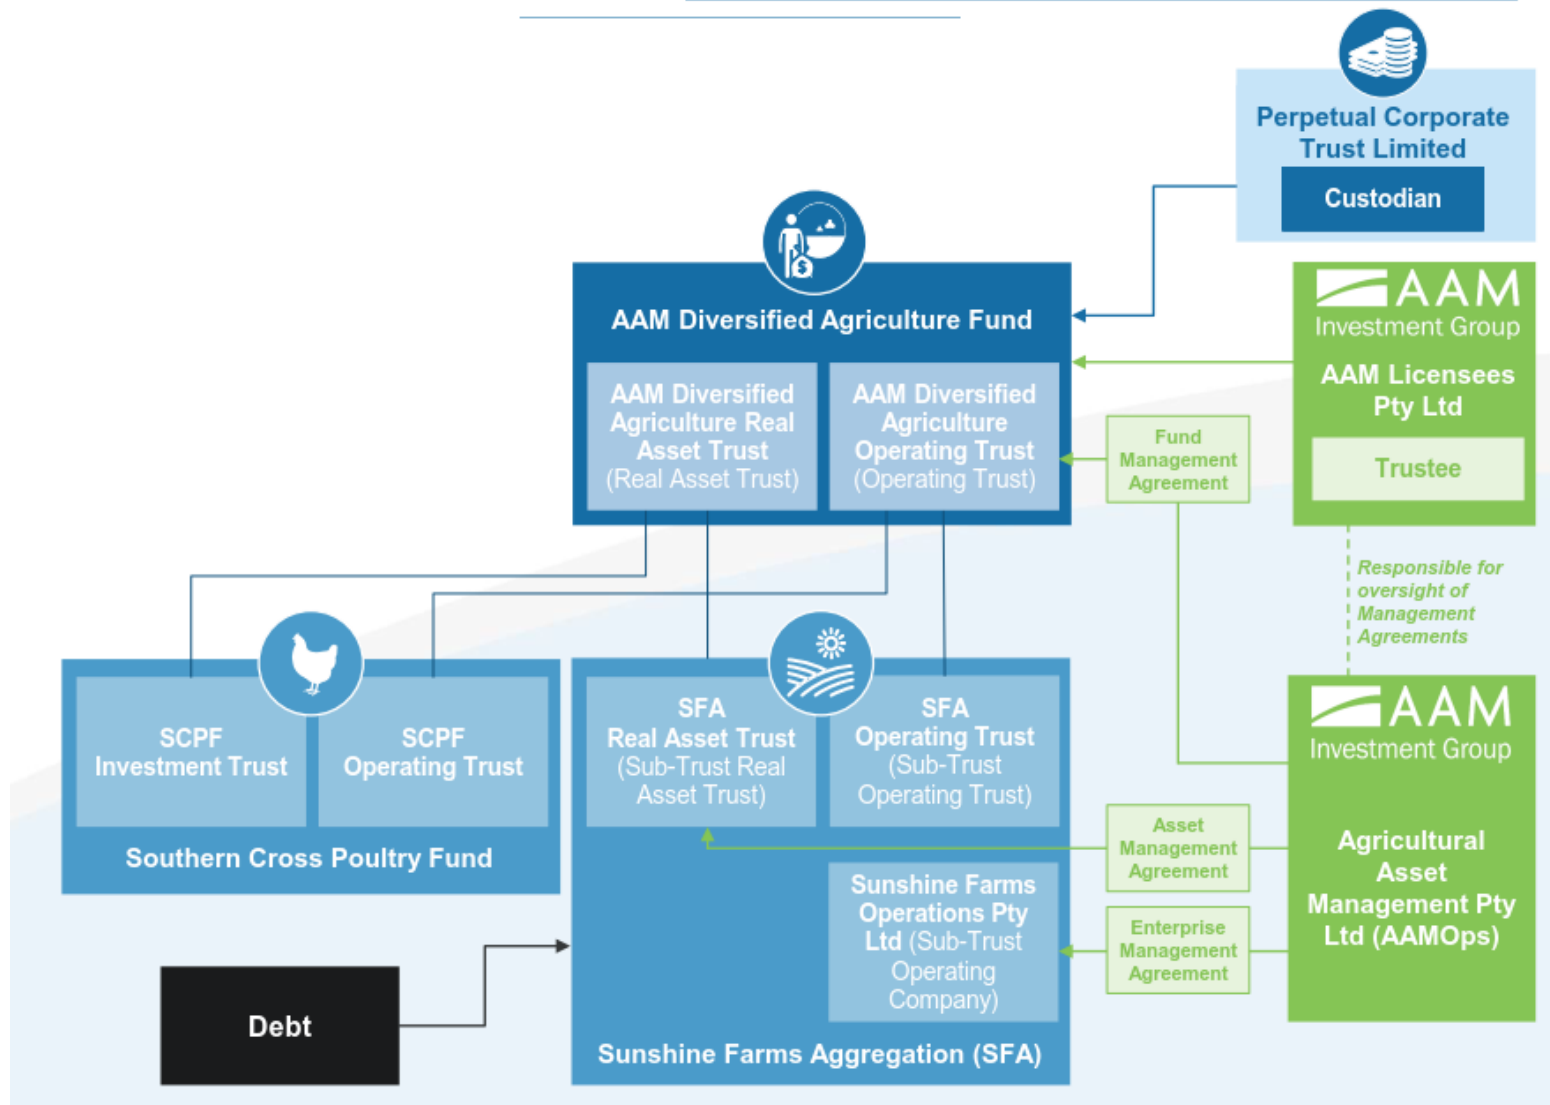 Perpetual Corporate
Trust Limited
Custodian
AAM Diversified Agriculture Fund
AAM Diversified
Agriculture Real
Asset Trust
(Real Asset Trust)
AAM Diversified
Agriculture
Operating Trust
(Operating Trust)
AAM
Investment Group
AAM Licensees
Pty Ltd
Trustee
Fund
Management
Agreement
Responsible for
oversight of
Management
Agreements
SCPF
Investment Trust
SCPF
Operating Trust
Southern Cross Poultry Fund
SFA
Real Asset Trust
(Sub-Trust Real
Asset Trust)
SFA
Operating Trust
(Sub-Trust
Operating Trust)
AAM
Investment Group
Agricultural
Asset
Management Pty
Ltd (AAMOps)
Asset
Management
Agreement
Sunshine Farms
Operations Pty
Ltd (Sub-Trust
Operating
Company)
Enterprise
Management
Agreement
Debt
Sunshine Farms Aggregation (SFA)